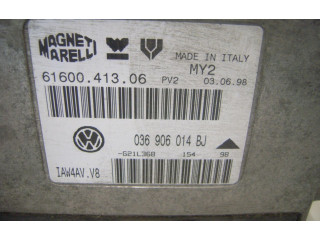 MAGNETI
MARELLI
MADE IN ITALY
61600.413.06 PV2 MY2 03.06.98
036 906 014 BJ
-G21L360 154 98
IAW4AV.V8